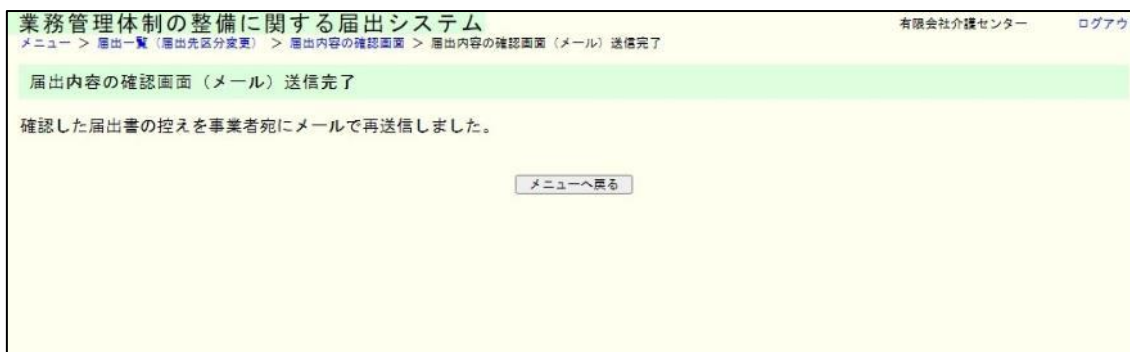 業務管理体制の整備に関する届出システム
有限会社介護センター ログアウ
メニュー > 届出一覧（届出先区分変更） > 届出内容の確認画面 > 届出内容の確認画面（メール）送信完了
届出内容の確認画面（メール）送信完了
確認した届出書の控えを事業者宛にメールで再送信しました。
メニューへ戻る